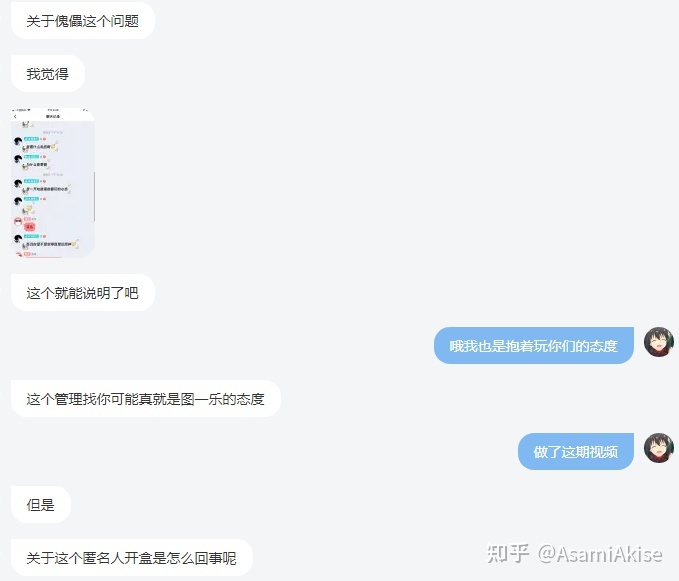 关于傀儡这个问题
我觉得
这个就能说明了吧
哦我也是抱着玩你们的态度
这个管理找你可能真就是图一乐的态度
做了这期视频
但是
关于这个匿名人开盒是怎么回事呢
知乎 @AsamiAkise